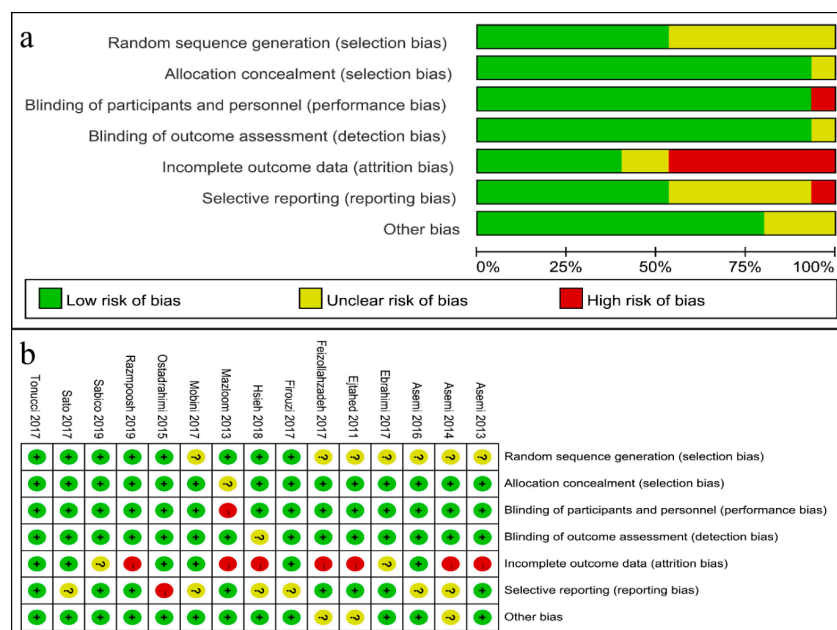 a
Random sequence generation (selection bias)
Allocation concealment (selection bias)
Blinding of participants and personnel (performance bias)
Blinding of outcome assessment (detection bias)
Incomplete outcome data (attrition bias)
Selective reporting (reporting bias)
Other bias
0% 25% 50% 75% 100%
Low risk of bias Unclear risk of bias High risk of bias
b
Tonucci 2017
Sato 2017
Sabico 2019
Razmpoosh 2019
Ostadrahimi 2015
Mobini 2017
Mazloom 2013
Hsieh 2018
Firouzi 2017
Feizollahzadeh 2017
Ejtahed 2011
Ebrahimi 2017
Asemi 2016
Asemi 2014
Asemi 2013
+ + + + + ? + + + ? ? ? ? ? ? Random sequence generation (selection bias)
+ + + + + + ? + + + + + + + + Allocation concealment (selection bias)
+ + + + + + - + + + + + + + + Blinding of participants and personnel (performance bias)
+ + + + + + + ? + + + + + + + Blinding of outcome assessment (detection bias)
+ + ? - + + - - + - - ? + - - Incomplete outcome data (attrition bias)
+ ? + + - ? + ? ? + + + ? ? + Selective reporting (reporting bias)
+ + + + + + + + + ? ? + + ? + Other bias